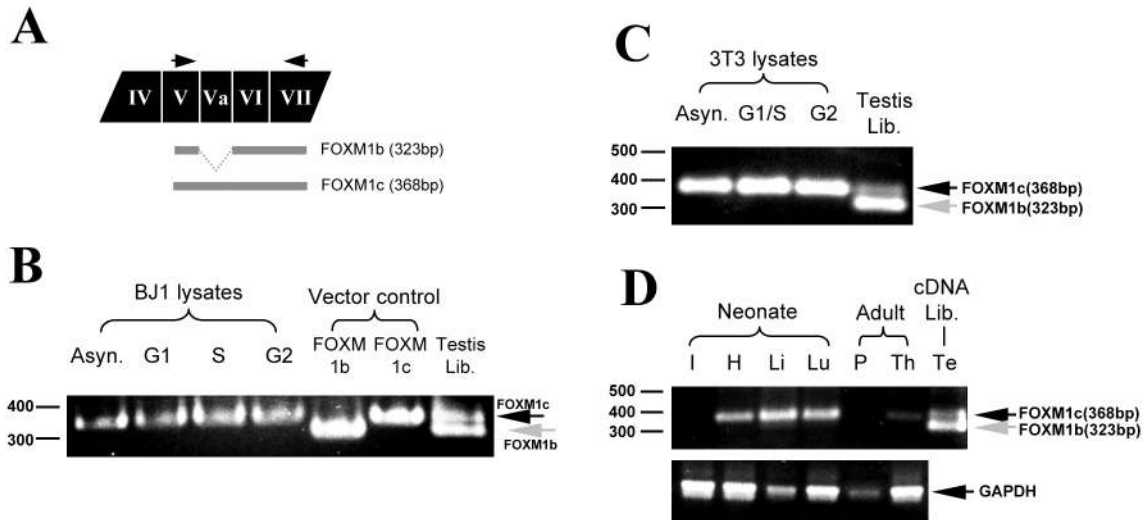 A
IV V Va VI VII
FOXM1b (323bp)
FOXM1c (368bp)
B
BJ1 lysates
Vector control
Asyn. G1 S G2
FOXM 1b
FOXM 1c
Testis Lib.
400
300
FOXM1c
FOXM1b
C
3T3 lysates
Asyn. G1/S G2
Testis
Lib.
500
400
300
FOXM1c(368bp)
FOXM1b(323bp)
D
Neonate
Adult
cDNA
Lib.
I H Li Lu P Th Te
500
400
300
FOXM1c(368bp)
FOXM1b(323bp)
GAPDH